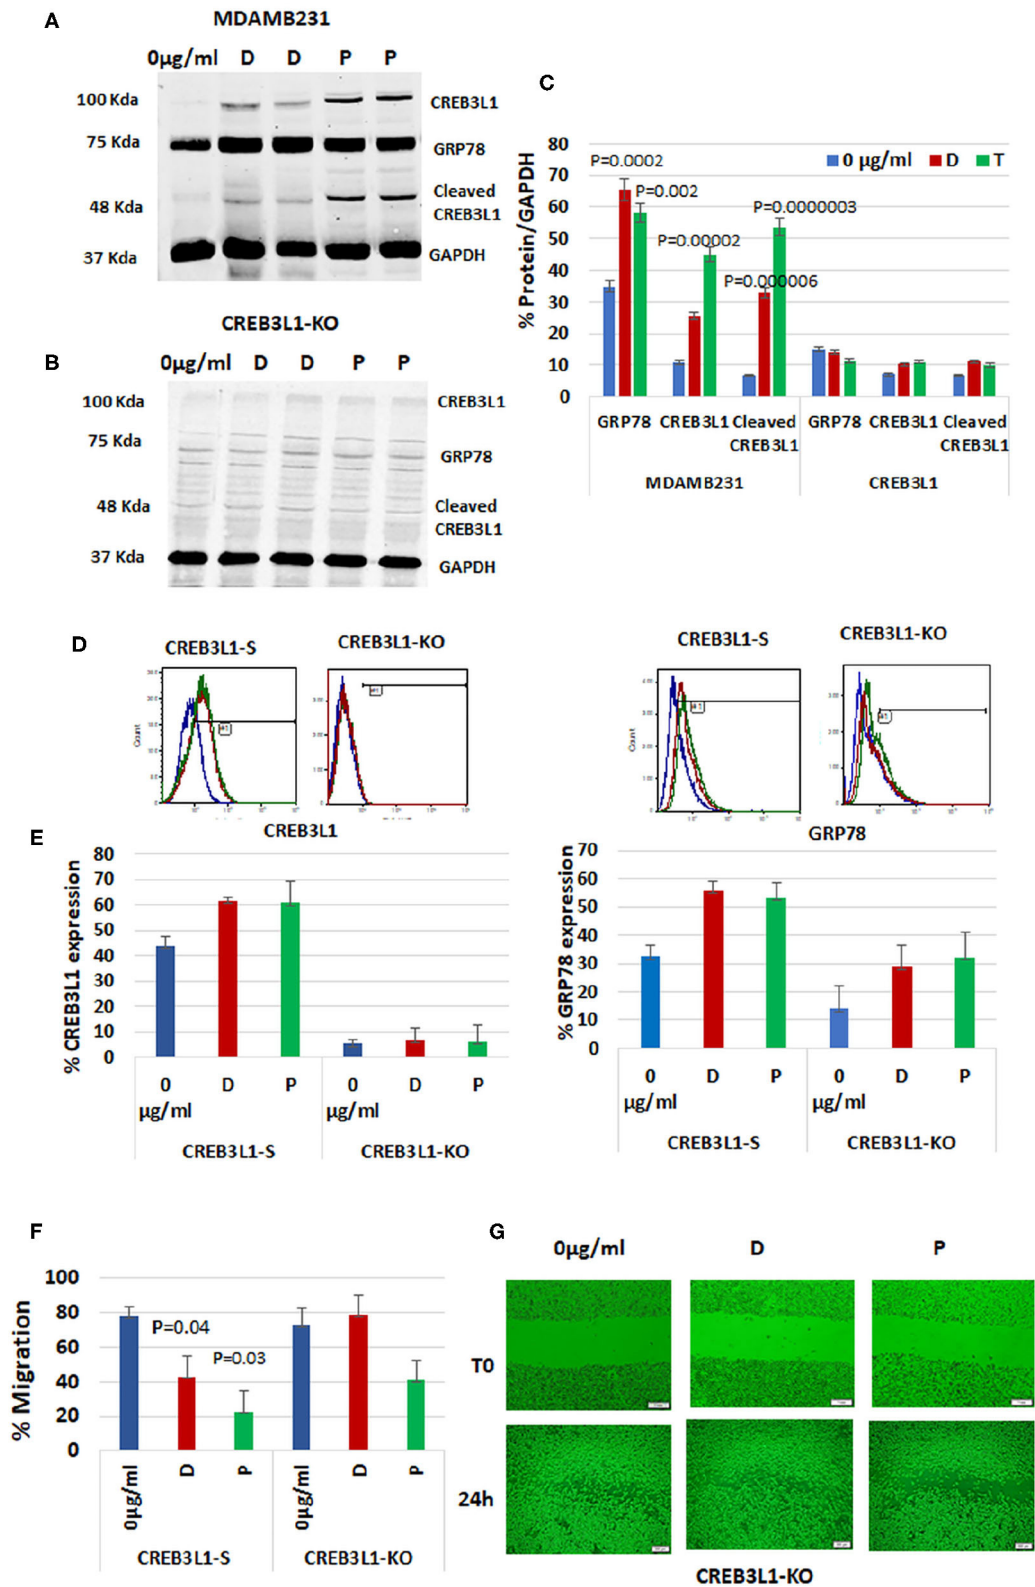 A
MDAMB231
0µg/ml D D P P
100 Kda
CREB3L1
75 Kda
GRP78
Cleaved
48 Kda
CREB3L1
37 Kda
GAPDH
CREB3L1-KO
B
0µg/ml D D P P
100 Kda
CREB3L1
75 Kda
GRP78
48 Kda
Cleaved
CREB3L1
37 Kda
GAPDH
C
% Protein/GAPDH
80
70
60
50
40
30
20
10
0
0 µg/ml D T
P=0.0002
P=0.002
P=0.00002
P=0.0000003
P=0.000006
GRP78 CREB3L1 Cleaved CREB3L1
GRP78 CREB3L1 Cleaved CREB3L1
MDAMB231
CREB3L1
D
CREB3L1-S
CREB3L1-KO
CREB3L1-S
CREB3L1-KO
Count
Count
E
CREB3L1
% CREB3L1 expression
80
70
60
50
40
30
20
10
0
0 µg/ml D P
0 µg/ml D P
CREB3L1-S
CREB3L1-KO
GRP78
% GRP78 expression
70
60
50
40
30
20
10
0
0 µg/ml D P
0 µg/ml D P
CREB3L1-S
CREB3L1-KO
F
% Migration
100
80
60
40
20
0
P=0.04
P=0.03
0µg/ml D P
0µg/ml D P
CREB3L1-S
CREB3L1-KO
G
0µg/ml D P
T0
24h
CREB3L1-KO